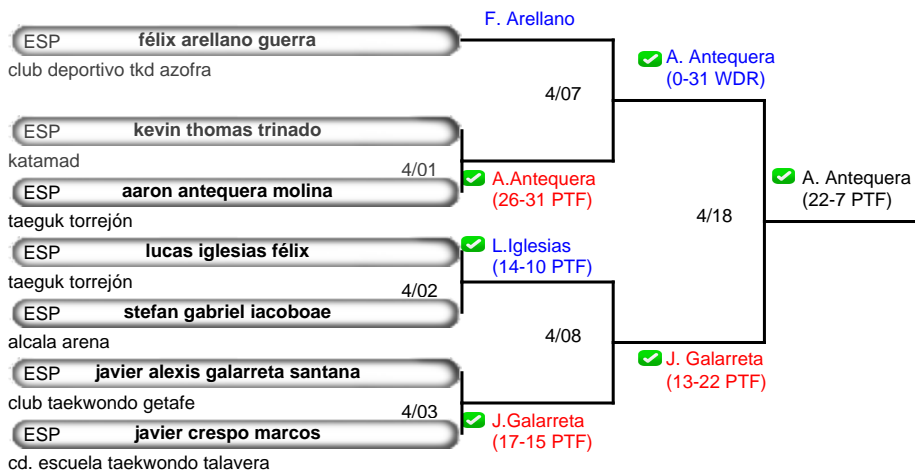 F. Arellano
ESP félix arellano guerra
club deportivo tkd azofra
A. Antequera
(0-31 WDR)
4/07
ESP kevin thomas trinado
katamad
4/01
A.Antequera
(26-31 PTF)
ESP aaron antequera molina
taeguk torrejón
A. Antequera
(22-7 PTF)
4/18
ESP lucas iglesias félix
taeguk torrejón
L.Iglesias
(14-10 PTF)
4/02
ESP stefan gabriel iacoboae
alcala arena
4/08
J. Galarreta
(13-22 PTF)
ESP javier alexis galarreta santana
club taekwondo getafe
4/03
J.Galarreta
(17-15 PTF)
ESP javier crespo marcos
cd. escuela taekwondo talavera